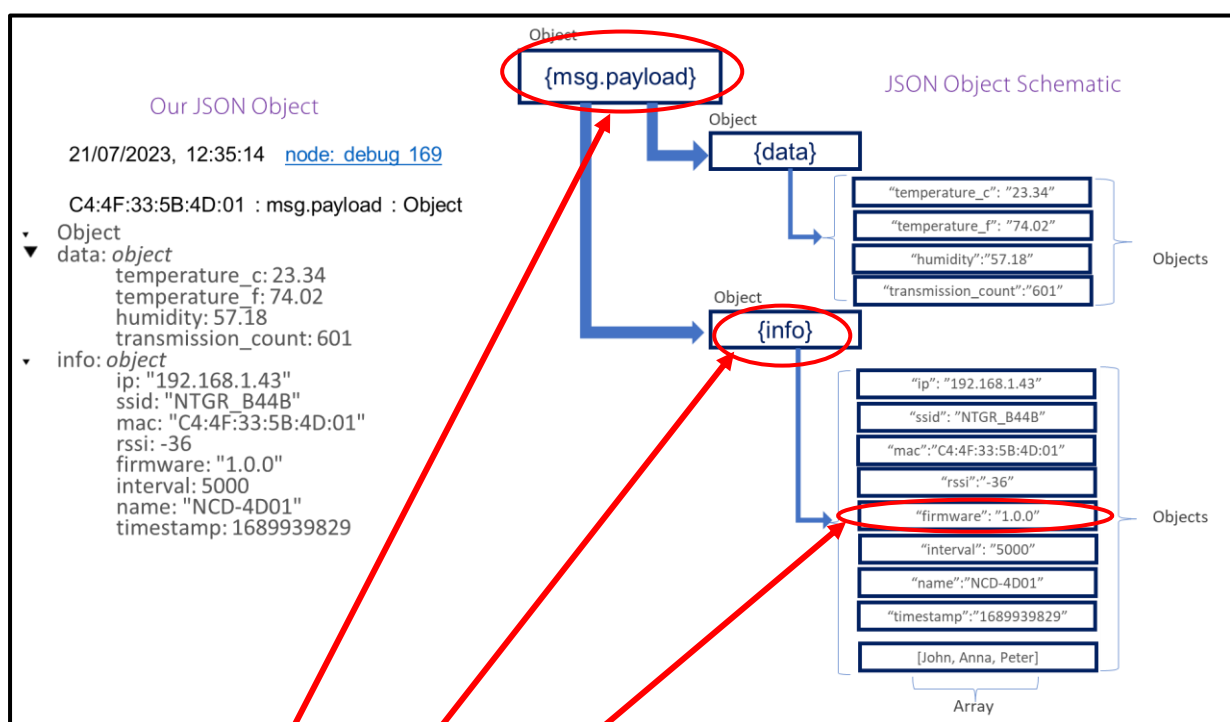 Our JSON Object
21/07/2023, 12:35:14 node: debug 169
C4:4F:33:5B:4D:01 : msg.payload : Object
Object
data: object
temperature_c: 23.34
temperature_f: 74.02
humidity: 57.18
transmission_count: 601
info: object
ip: "192.168.1.43"
ssid: "NTGR_B44B"
mac: "C4:4F:33:5B:4D:01"
rssi: -36
firmware: "1.0.0"
interval: 5000
name: "NCD-4D01"
timestamp: 1689939829
Object
{msg.payload}
JSON Object Schematic
Object
{data}
“temperature_c”: ”23.34”
“temperature_f”: ”74.02”
“humidity”:”57.18”
“transmission_count”:”601”
Objects
Object
{info}
“ip”: ”192.168.1.43”
“ssid”: ”NTGR_B44B”
“mac”:”C4:4F:33:5B:4D:01”
“rssi”:”-36”
“firmware”: ”1.0.0”
“interval”: ”5000”
“name”:”NCD-4D01”
“timestamp”:”1689939829”
[John, Anna, Peter]
Objects
Array